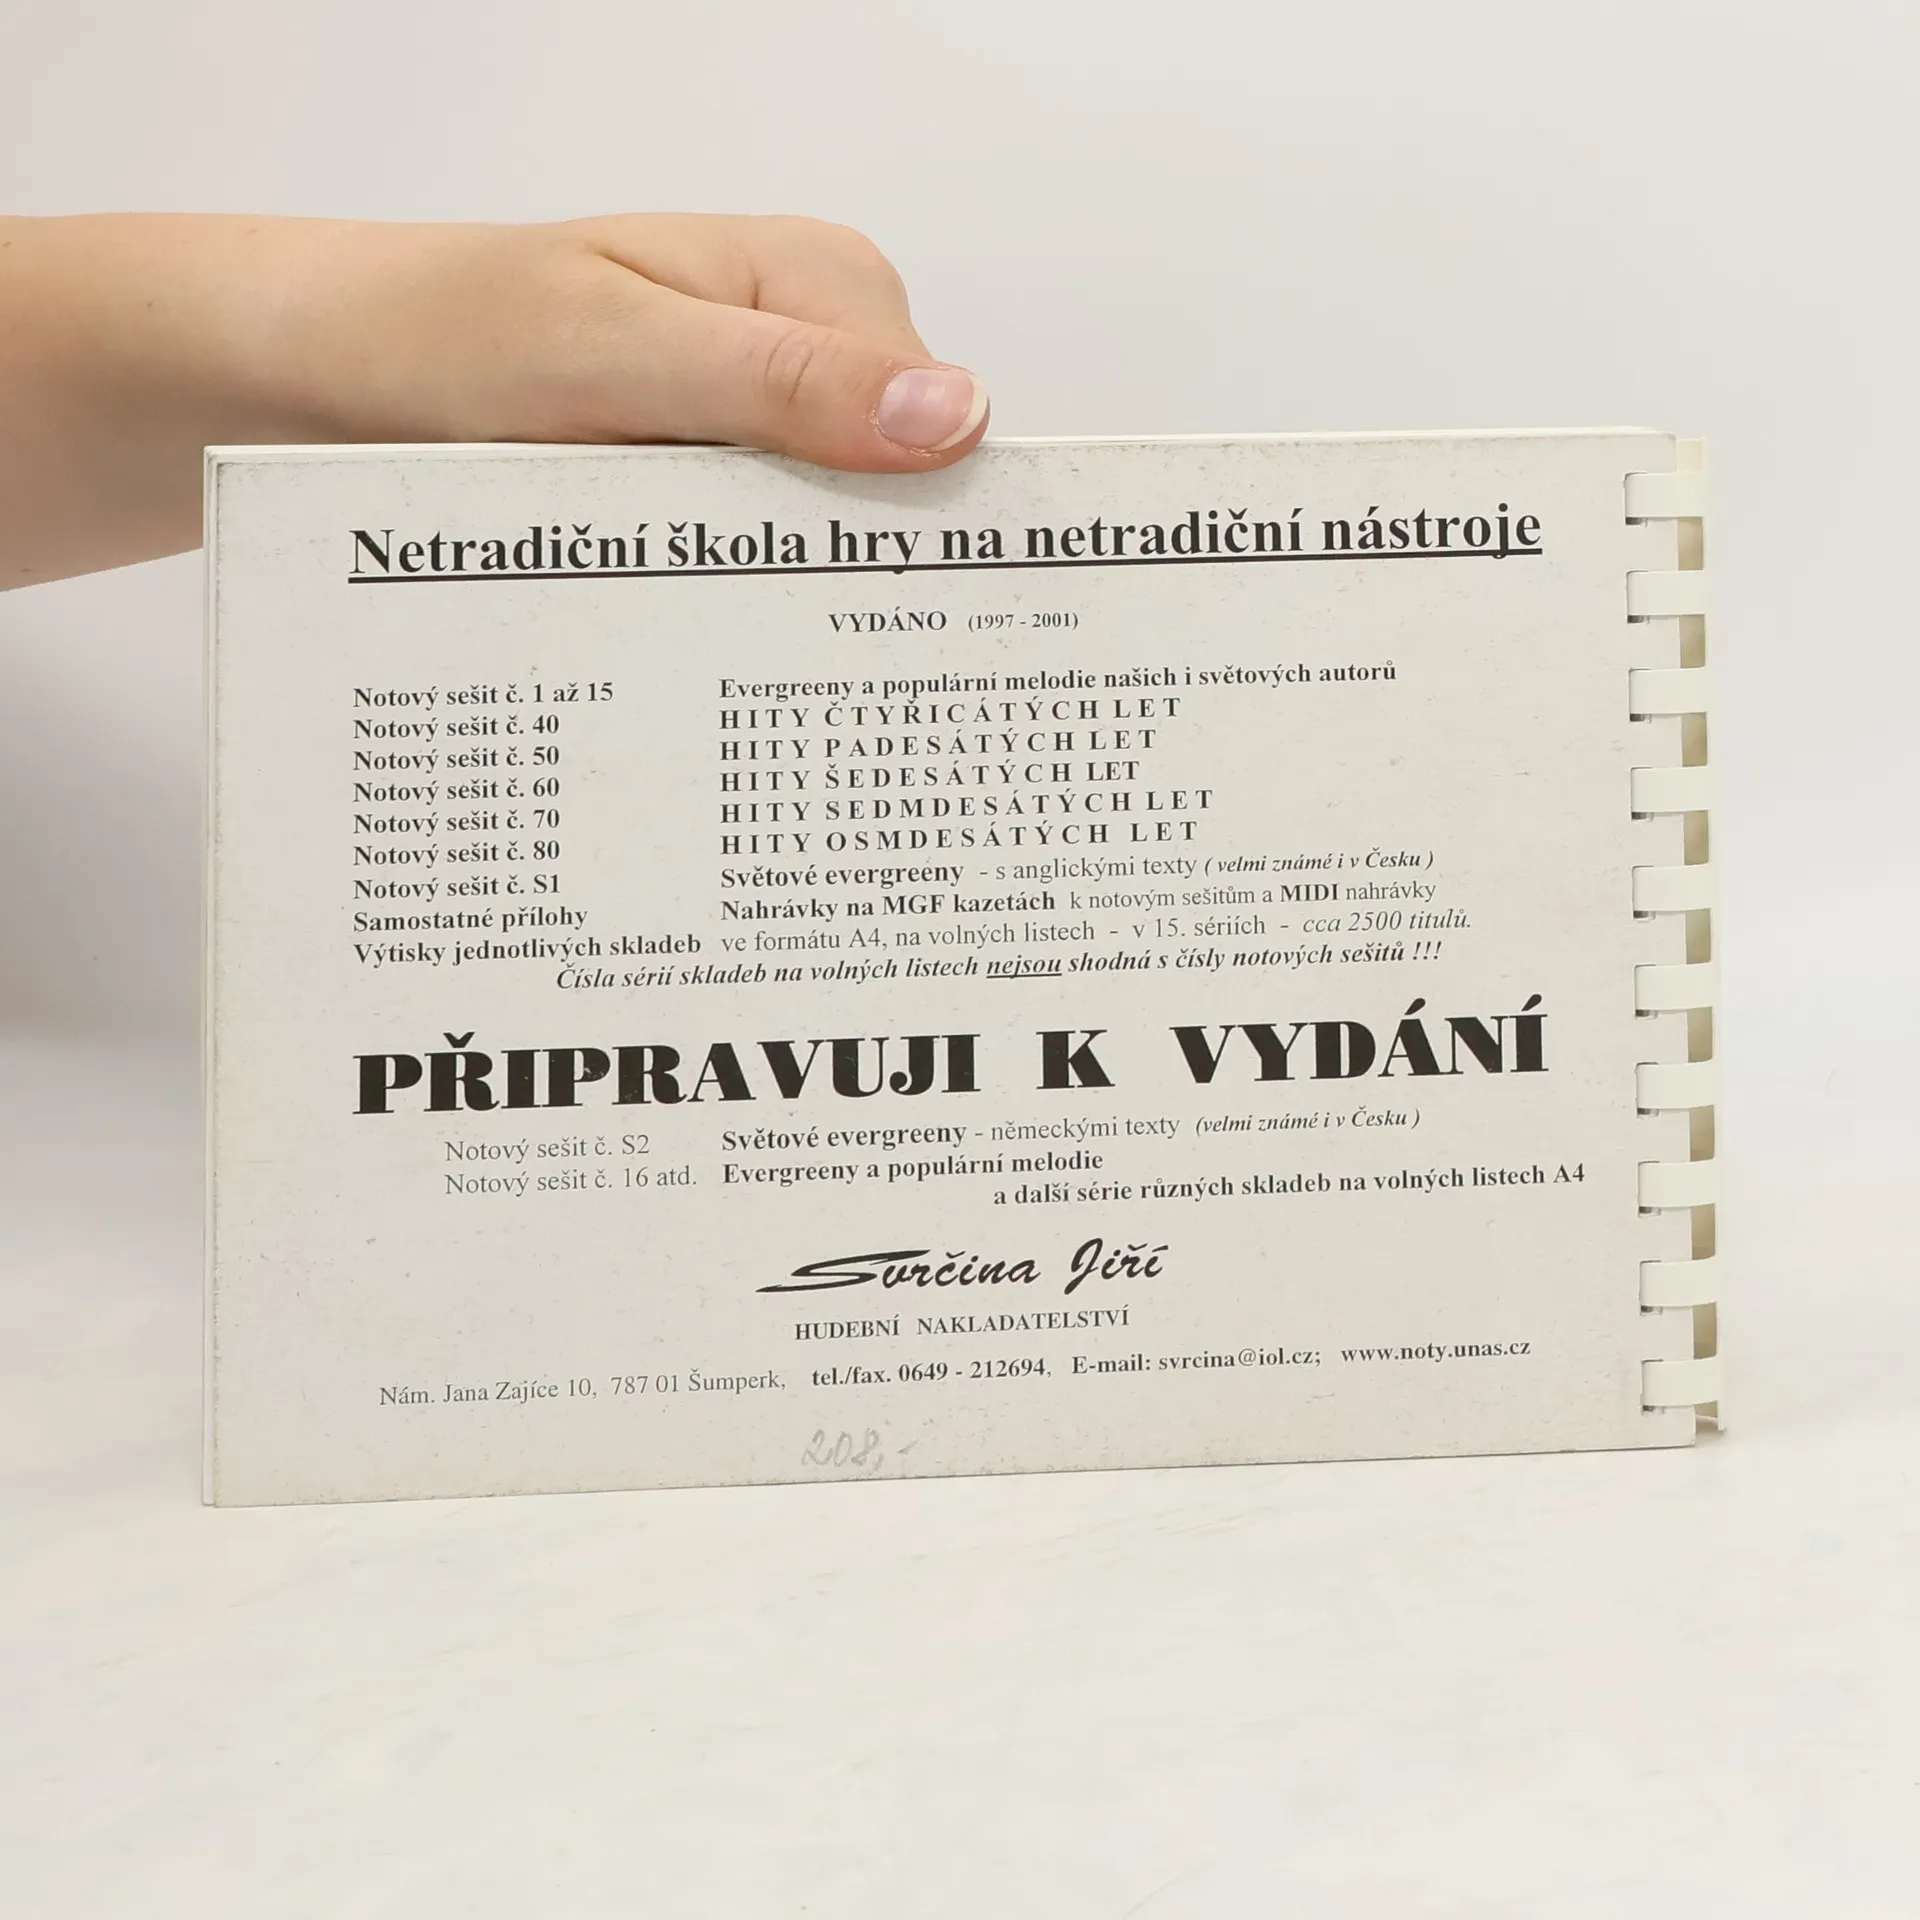 Netradiční škola hry na netradiční nástroje
VYDÁNO (1997 - 2001)
Notový sešit č. 1 až 15 Evergreeny a populární melodie našich i světových autorů
Notový sešit č. 40 HITY ČTYŘICÁTÝCH LET
Notový sešit č. 50 HITY PADESÁTÝCH LET
Notový sešit č. 60 HITY ŠEDESÁTÝCH LET
Notový sešit č. 70 HITY SEDMDESÁTÝCH LET
Notový sešit č. 80 HITY OSMDESÁTÝCH LET
Notový sešit č. S1 Světové evergreeny - s anglickými texty ( velmi známé i v Česku )
Samostatné přílohy Nahrávky na MGF kazetách k notovým sešitům a MIDI nahrávky
Výtisky jednotlivých skladeb ve formátu A4, na volných listech - v 15. sériích - cca 2500 titulů.
Čísla sérií skladeb na volných listech nejsou shodná s čísly notových sešitů !!!
PŘIPRAVUJI K VYDÁNÍ
Notový sešit č. S2 Světové evergreeny - německými texty (velmi známé i v Česku )
Notový sešit č. 16 atd. Evergreeny a populární melodie
a další série různých skladeb na volných listech A4
Svrčina Jiří
HUDEBNÍ NAKLADATELSTVÍ
Nám. Jana Zajíce 10, 787 01 Šumperk, tel./fax. 0649 - 212694, E-mail: svrcina@iol.cz; www.noty.unas.cz
208,-